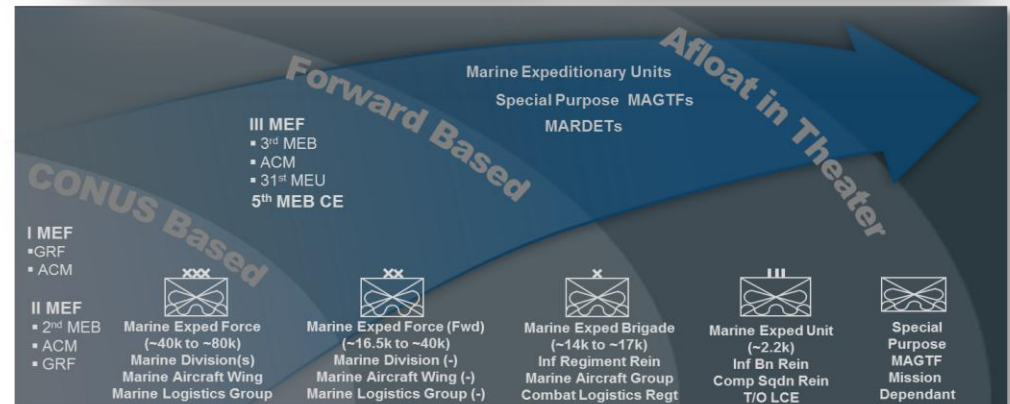 CONUS Based
Forward Based
Afloat in Theater
Marine Expeditionary Units
Special Purpose MAGTFs
MARDETs
III MEF
▪ 3rd MEB
▪ ACM
▪ 31st MEU
5th MEB CE
I MEF
▪GRF
▪ ACM
II MEF
▪ 2nd MEB
▪ ACM
▪ GRF
XXX
Marine Exped Force
(~40k to ~80k)
Marine Division(s)
Marine Aircraft Wing
Marine Logistics Group
XX
Marine Exped Force (Fwd)
(~16.5k to ~40k)
Marine Division (-)
Marine Aircraft Wing (-)
Marine Logistics Group (-)
X
Marine Exped Brigade
(~14k to ~17k)
Inf Regiment Rein
Marine Aircraft Group
Combat Logistics Regt
III
Marine Exped Unit
(~2.2k)
Inf Bn Rein
Comp Sqdn Rein
T/O LCE
Special
Purpose
MAGTF
Mission
Dependant